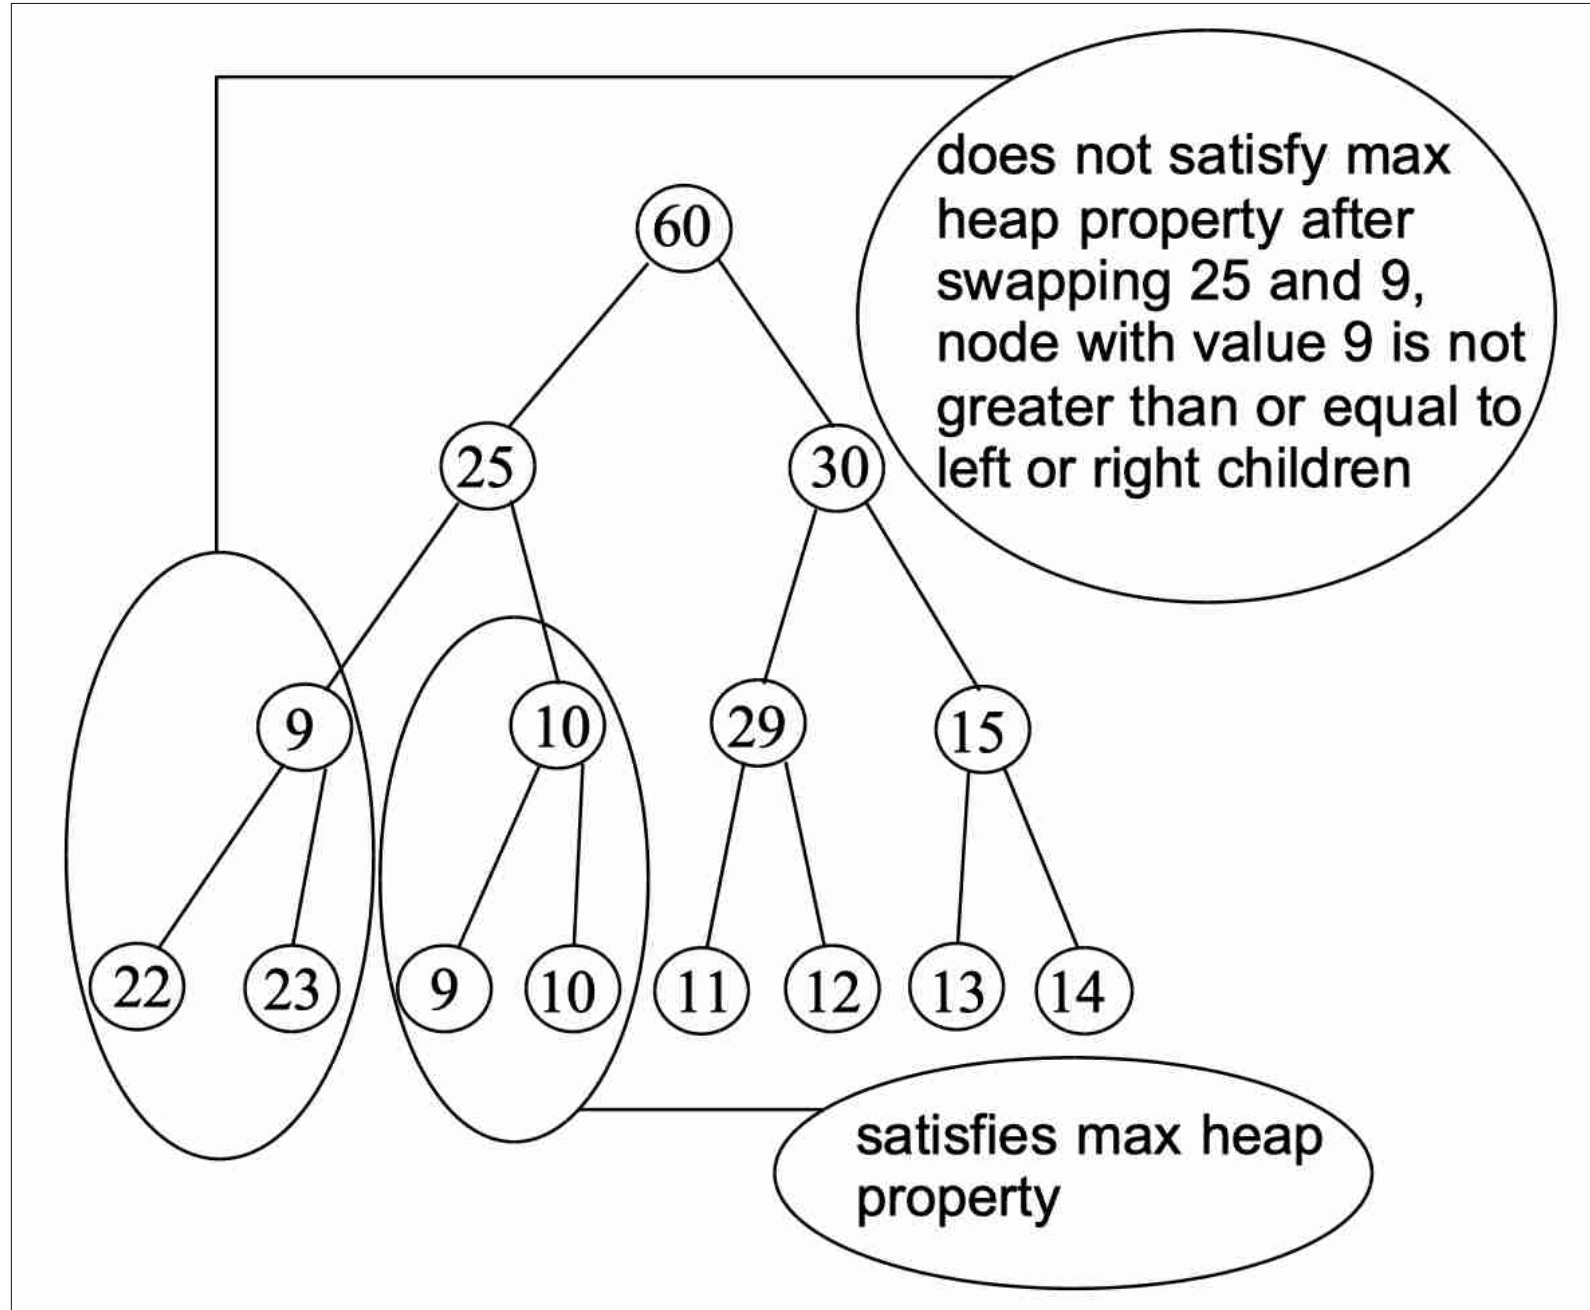 does not satisfy max
heap property after
swapping 25 and 9,
node with value 9 is not
greater than or equal to
left or right children
60
25 30
9 10 29 15
22 23 9 10 11 12 13 14
satisfies max heap
property